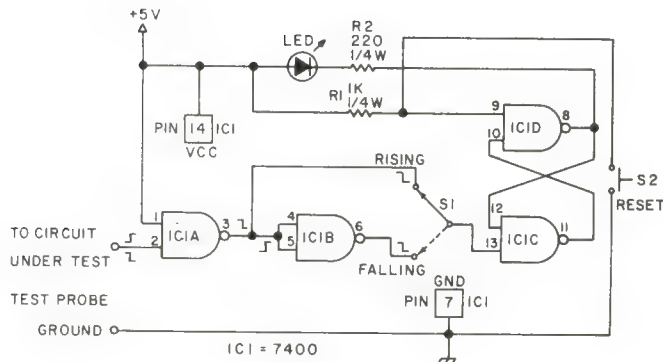 +5V
LED
R2
220
1/4W
R1
1K
1/4W
9
10
8
IC1D
PIN 14 IC1
VCC
RISING
S1
S2
RESET
1
2
3
IC1A
4
5
6
IC1B
12
13
11
IC1C
TO CIRCUIT
UNDER TEST
FALLING
GND
PIN 7 IC1
TEST PROBE
GROUND
IC1 = 7400